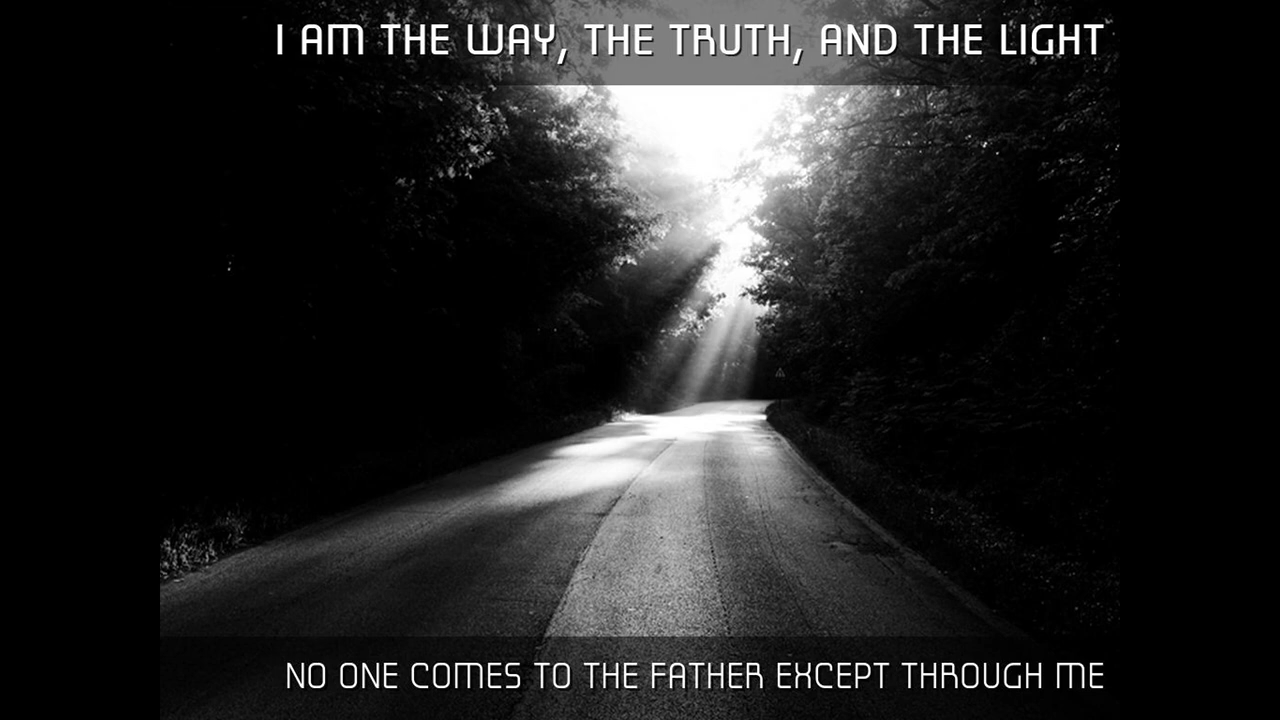 I AM THE WAY, THE TRUTH, AND THE LIGHT
NO ONE COMES TO THE FATHER EXCEPT THROUGH ME